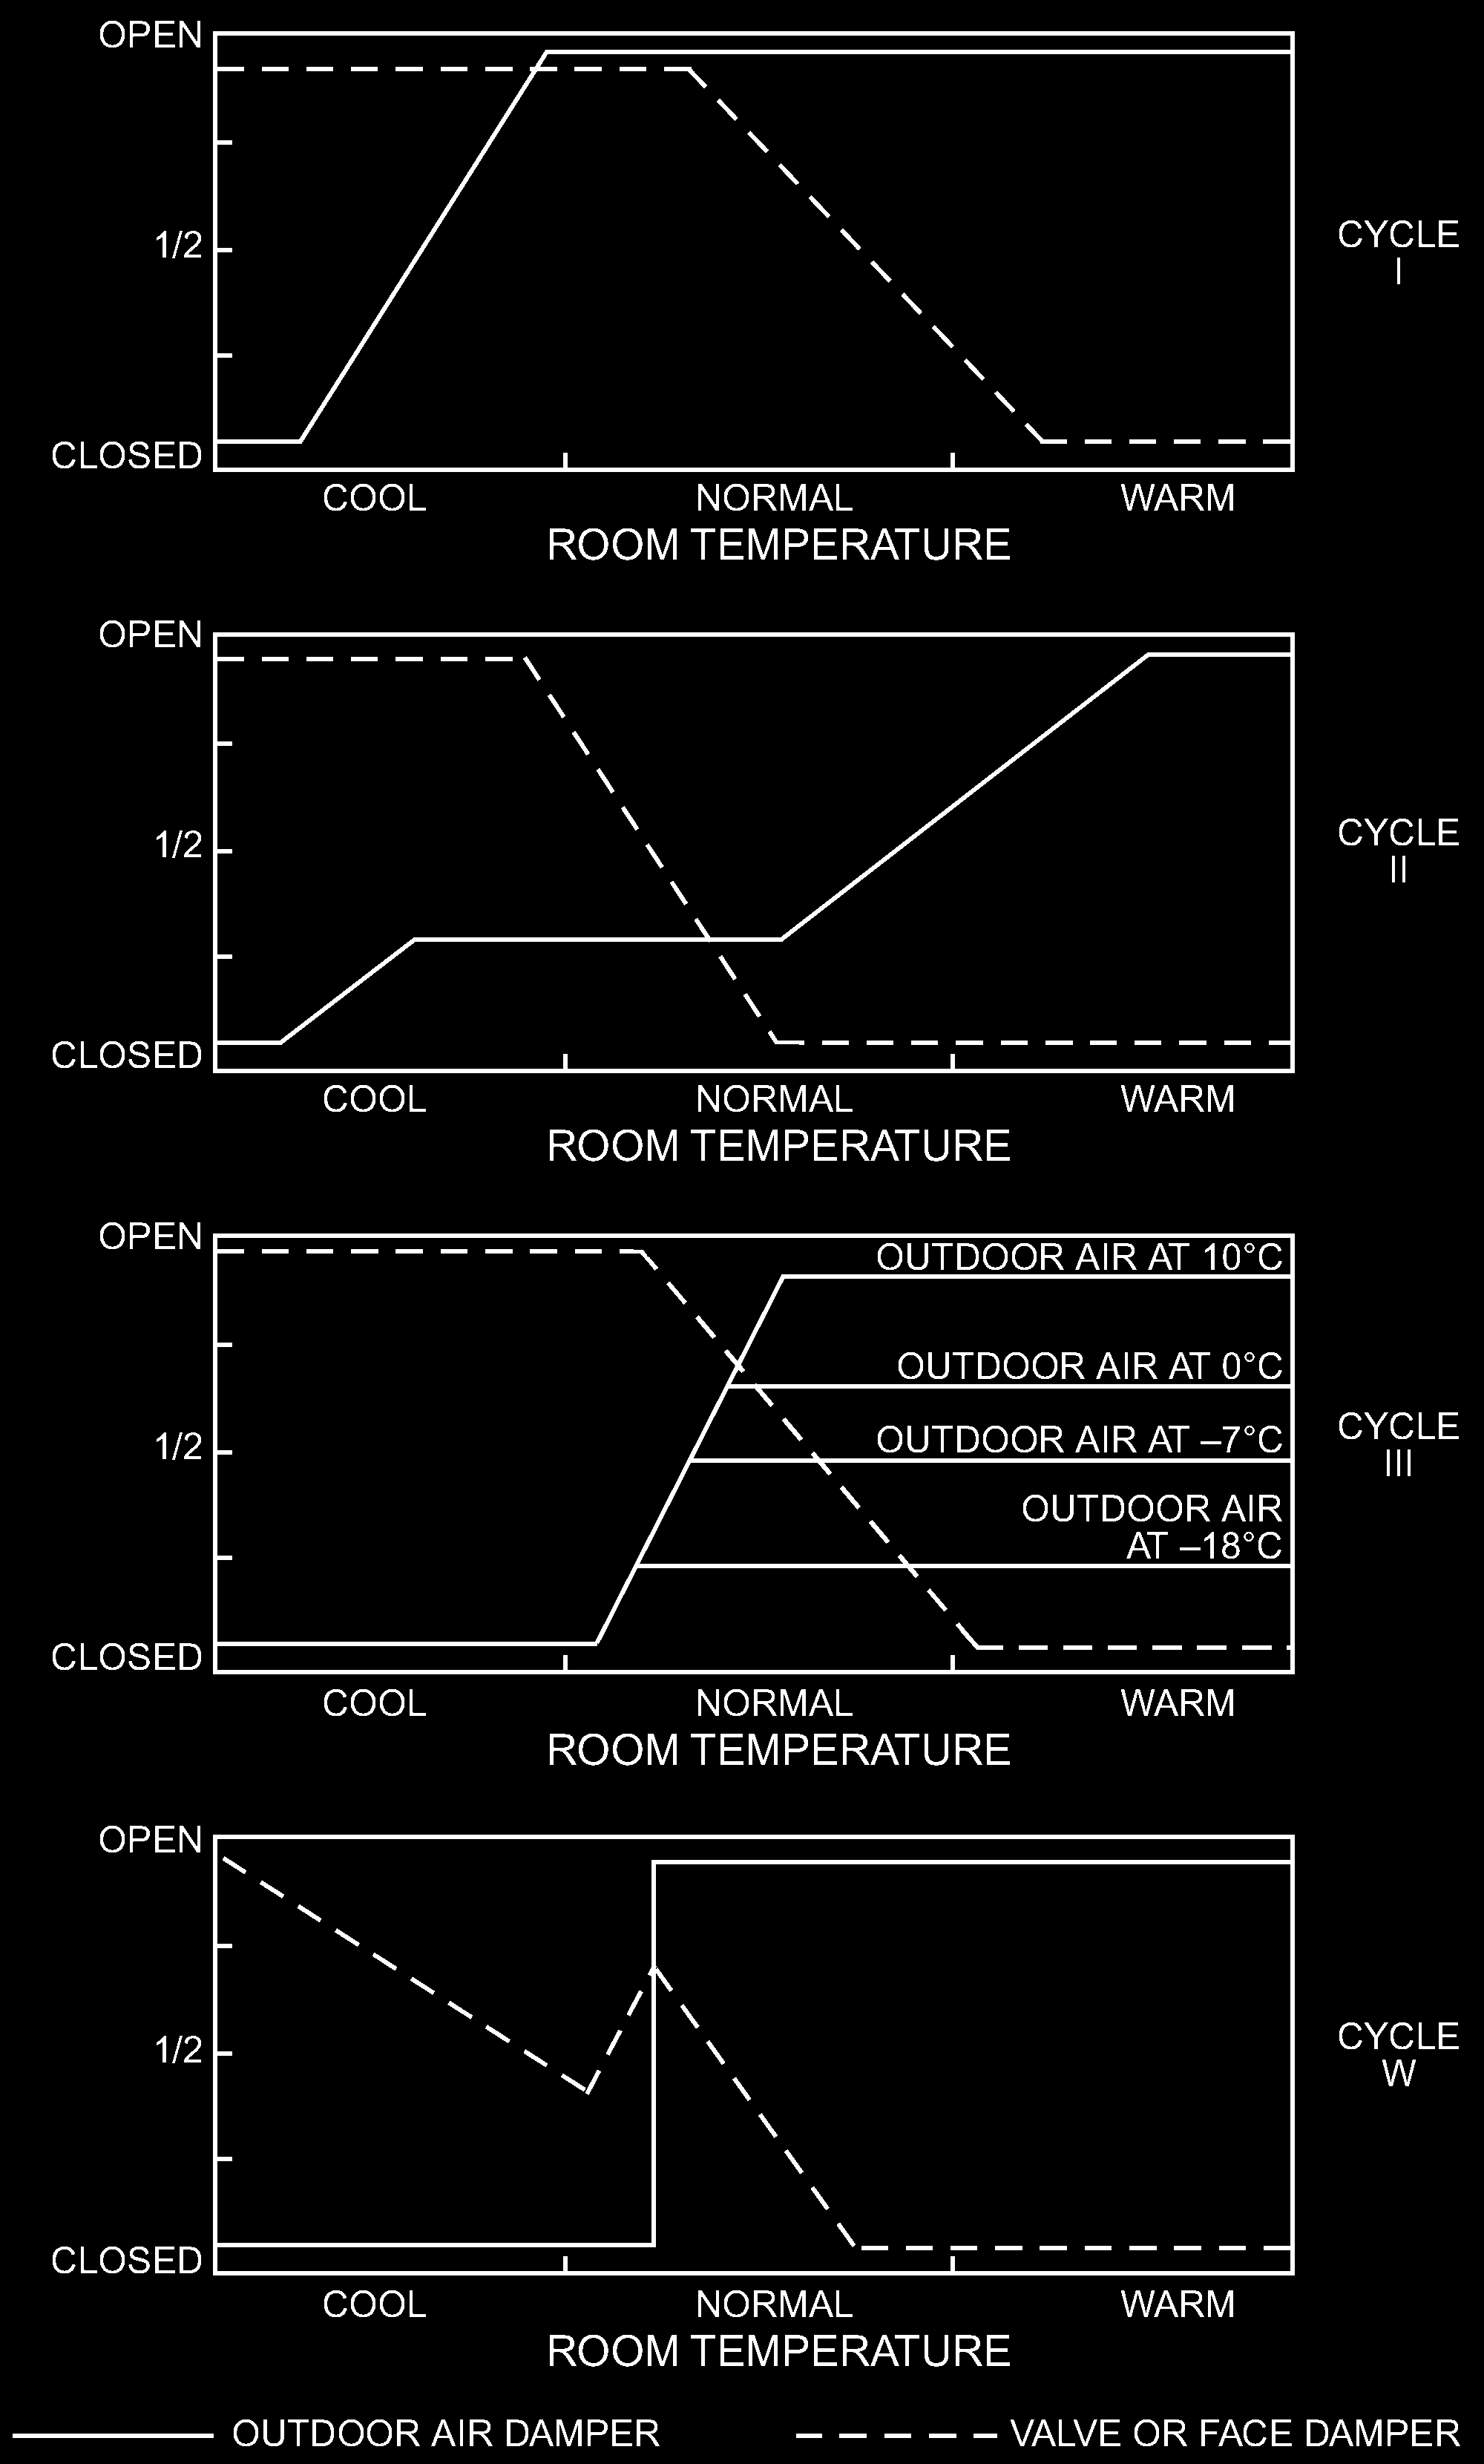 OPEN
1/2
CLOSED
COOL NORMAL WARM
ROOM TEMPERATURE
CYCLE
I
OPEN
1/2
CLOSED
COOL NORMAL WARM
ROOM TEMPERATURE
CYCLE
II
OPEN
OUTDOOR AIR AT 10°C
OUTDOOR AIR AT 0°C
OUTDOOR AIR AT –7°C
OUTDOOR AIR
AT –18°C
1/2
CLOSED
COOL NORMAL WARM
ROOM TEMPERATURE
CYCLE
III
OPEN
1/2
CLOSED
COOL NORMAL WARM
ROOM TEMPERATURE
CYCLE
W
OUTDOOR AIR DAMPER VALVE OR FACE DAMPER